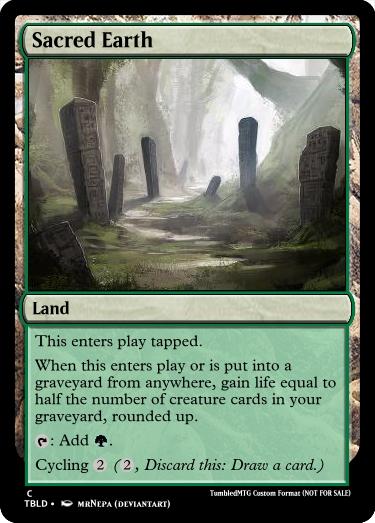 Sacred Earth
Land
This enters play tapped.
When this enters play or is put into a
graveyard from anywhere, gain life equal to
half the number of creature cards in your
graveyard, rounded up.
: Add .
Cycling 2 ( 2, Discard this: Draw a card.)
C
TBLD • MRNEPA (DEVIANTART)
TumbledMTG Custom Format (NOT FOR SALE)